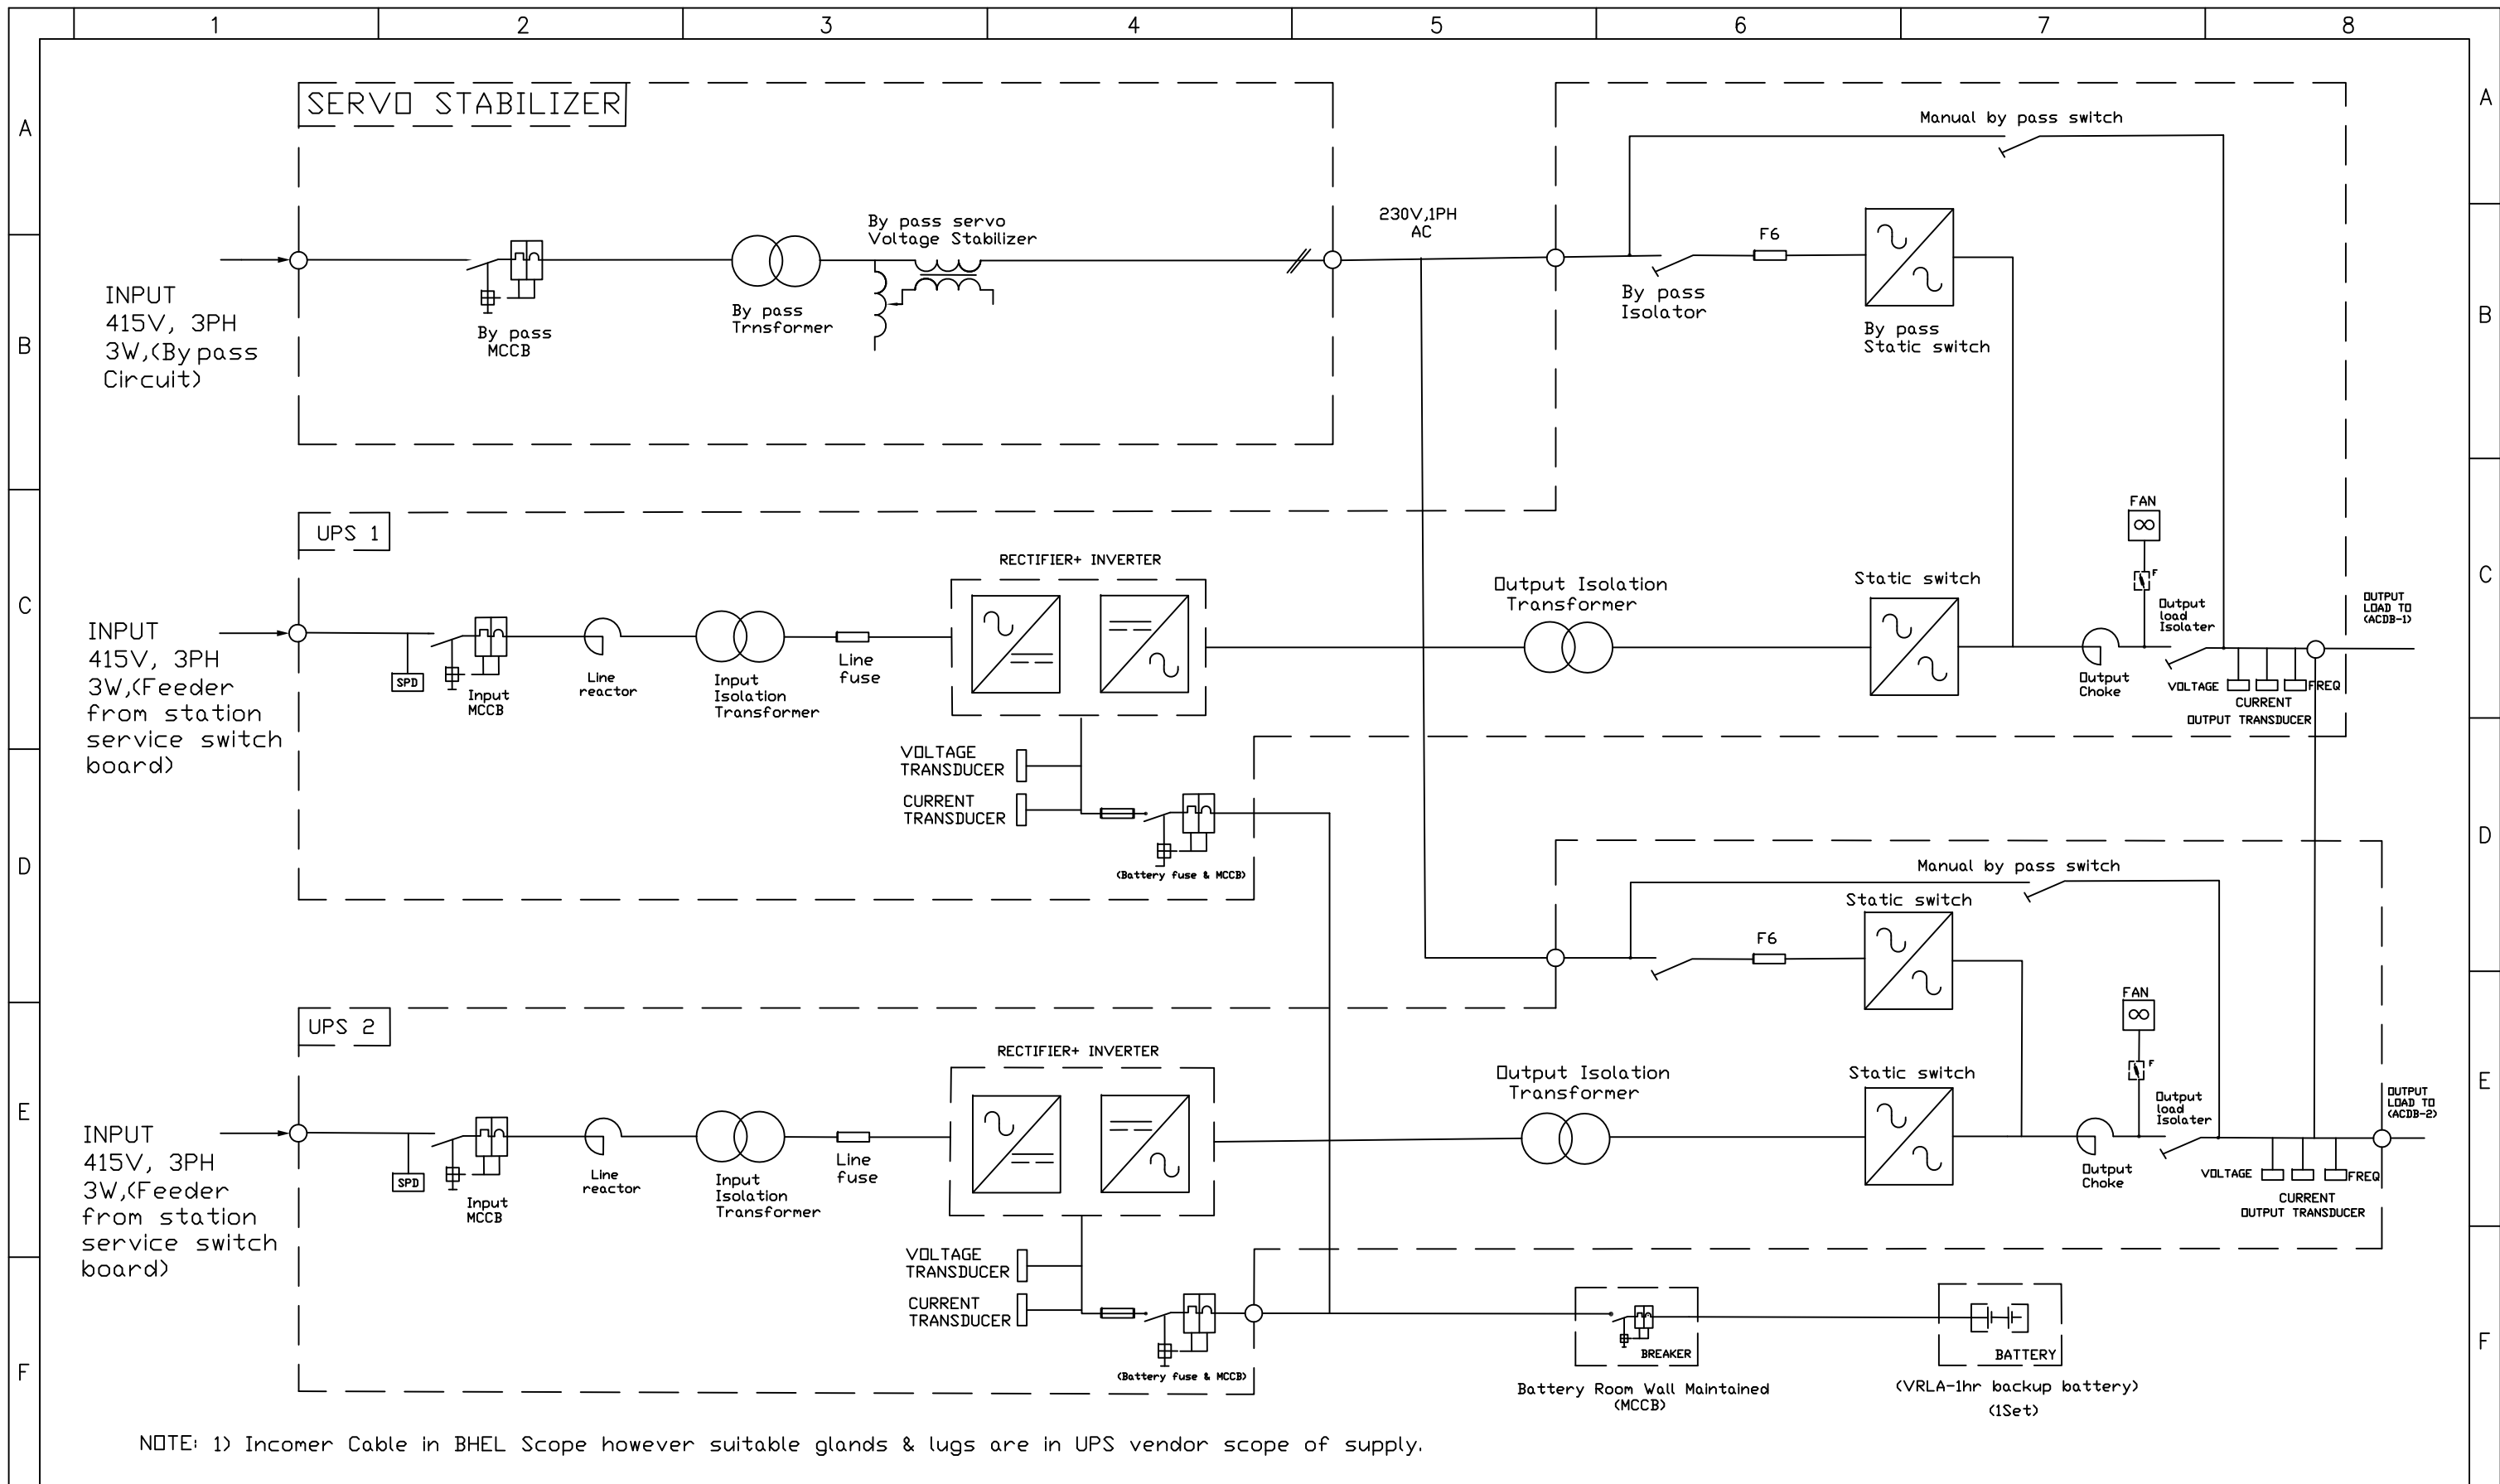 1 2 3 4 5 6 7 8
A A
B B
C C
D D
E E
F F
SERVO STABILIZER
INPUT
415V, 3PH
3W,(By pass
Circuit)
By pass
MCCB
By pass
Trnsformer
By pass servo
Voltage Stabilizer
230V,1PH
AC
Manual by pass switch
By pass
Isolator
F6
By pass
Static switch
UPS 1
INPUT
415V, 3PH
3W,(Feeder
from station
service switch
board)
SPD
Input
MCCB
Line
reactor
Input
Isolation
Transformer
Line
fuse
RECTIFIER+ INVERTER
VOLTAGE
TRANSDUCER
CURRENT
TRANSDUCER
(Battery fuse & MCCB)
Output Isolation
Transformer
Static switch
Output
Choke
FAN
F
Output
load
Isolater
VOLTAGE
FREQ
CURRENT
OUTPUT TRANSDUCER
OUTPUT
LOAD TO
(ACDB-1)
Manual by pass switch
Static switch
F6
UPS 2
INPUT
415V, 3PH
3W,(Feeder
from station
service switch
board)
SPD
Input
MCCB
Line
reactor
Input
Isolation
Transformer
Line
fuse
RECTIFIER+ INVERTER
VOLTAGE
TRANSDUCER
CURRENT
TRANSDUCER
(Battery fuse & MCCB)
Output Isolation
Transformer
Static switch
Output
Choke
FAN
F
Output
load
Isolater
VOLTAGE
FREQ
CURRENT
OUTPUT TRANSDUCER
OUTPUT
LOAD TO
(ACDB-2)
BREAKER
Battery Room Wall Maintained
(MCCB)
BATTERY
(VRLA-1hr backup battery)
(1Set)
NOTE: 1) Incomer Cable in BHEL Scope however suitable glands & lugs are in UPS vendor scope of supply.